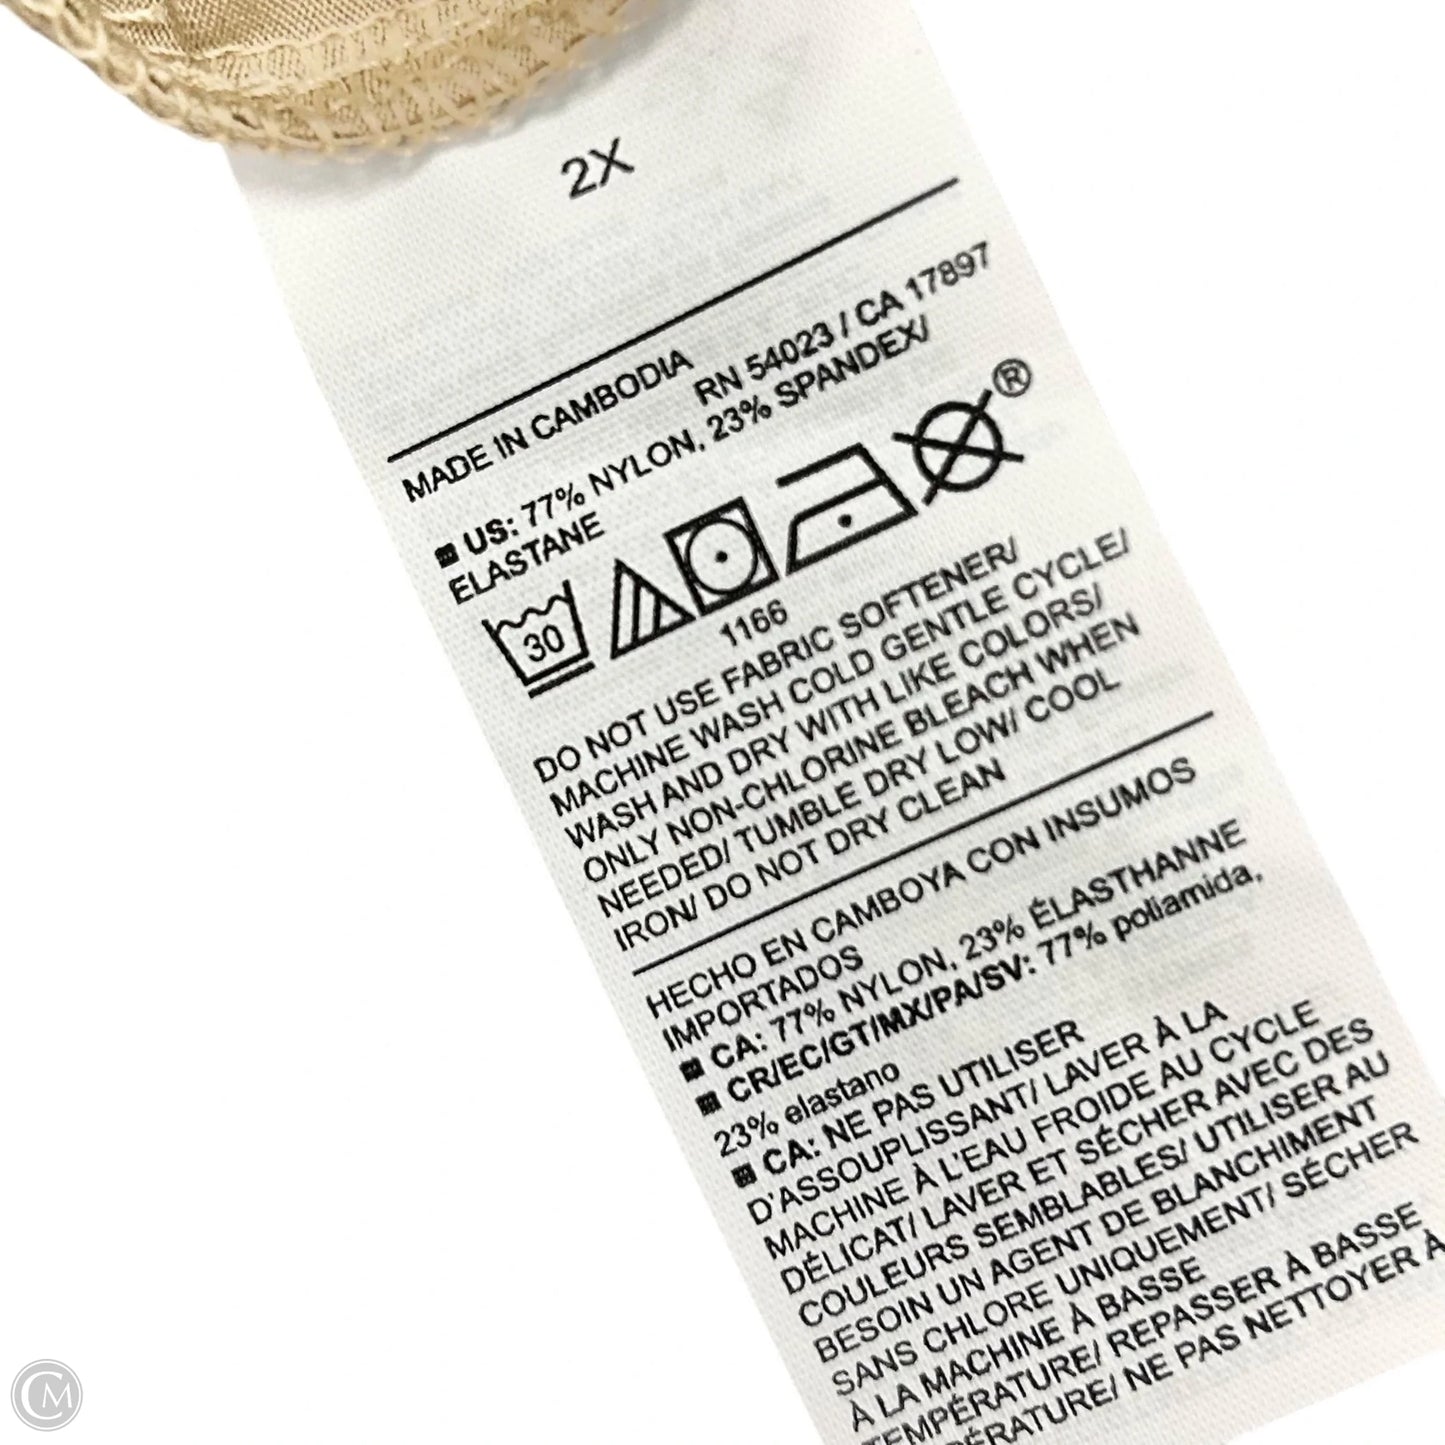 2X
MADE IN CAMBODIA
RN 54023 / CA 17897
US: 77% NYLON, 23% SPANDEX/
ELASTANE
®
30
1166
DO NOT USE FABRIC SOFTENER/
MACHINE WASH COLD GENTLE CYCLE/
WASH AND DRY WITH LIKE COLORS/
ONLY NON-CHLORINE BLEACH WHEN
NEEDED/ TUMBLE DRY LOW/ COOL
IRON/ DO NOT DRY CLEAN
HECHO EN CAMBOYA CON INSUMOS
IMPORTADOS
CA: 77% NYLON, 23% ÉLASTHANNE
CR/EC/GT/MX/PA/SV: 77% poliamida,
23% elastano
CA: NE PAS UTILISER
D'ASSOUPLISSANT/ LAVER À LA
MACHINE À L'EAU FROIDE AU CYCLE
DÉLICAT/ LAVER ET SÉCHER AVEC DES
COULEURS SEMBLABLES/ UTILISER AU
BESOIN UN AGENT DE BLANCHIMENT
SANS CHLORE UNIQUEMENT/ SÉCHER
À LA MACHINE À BASSE
TEMPÉRATURE/ REPASSER À BASSE
PÉRATURE/ NE PAS NETTOYER À
CM